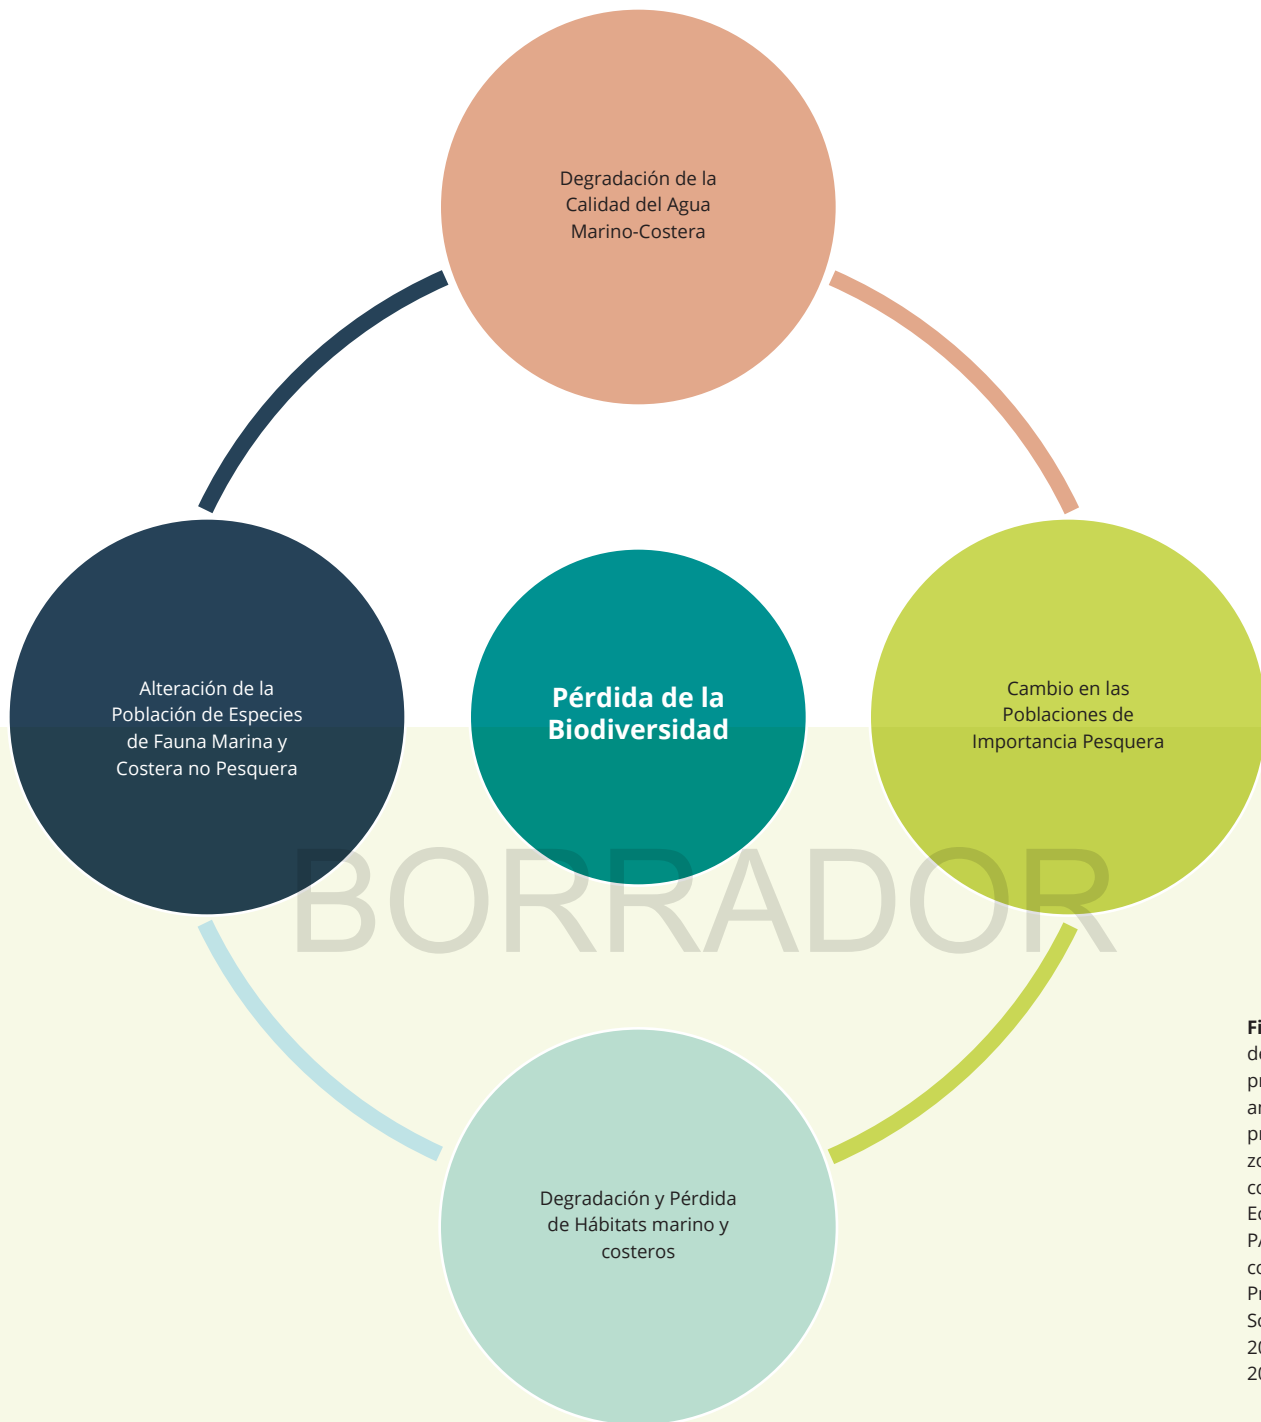 Degradación de la
Calidad del Agua
Marino-Costera
Alteración de la
Población de Especies
de Fauna Marina y
Costera no Pesquera
Pérdida de la
Biodiversidad
Cambio en las
Poblaciones de
Importancia Pesquera
BORRADOR
Degradación y Pérdida
de Hábitats marino y
costeros